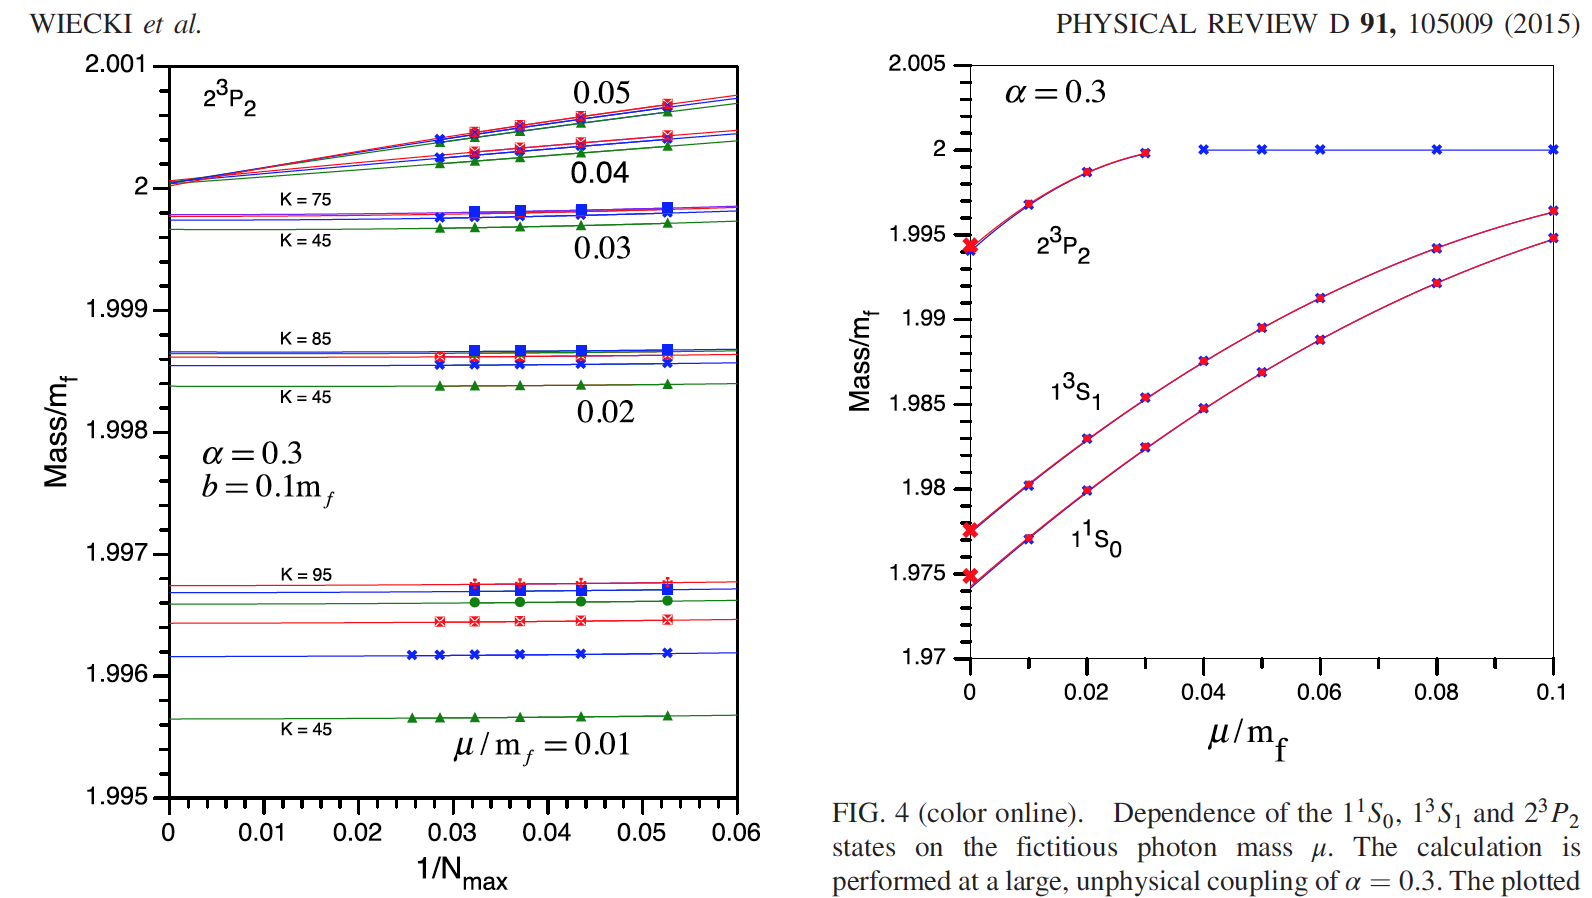 WIECKI et al.
PHYSICAL REVIEW D 91, 105009 (2015)
2.001
2
1.999
1.998
1.997
1.996
1.995
Mass/m_f
2³P₂
0.05
0.04
K = 75
K = 45
0.03
K = 85
K = 45
0.02
α = 0.3
b = 0.1m_f
K = 95
K = 45
μ/m_f = 0.01
0
0.01
0.02
0.03
0.04
0.05
0.06
1/N_max
2.005
2
1.995
1.99
1.985
1.98
1.975
1.97
Mass/m_f
α = 0.3
2³P₂
1³S₁
1¹S₀
0
0.02
0.04
0.06
0.08
0.1
μ/m_f
FIG. 4 (color online). Dependence of the 1¹S₀, 1³S₁ and 2³P₂
states on the fictitious photon mass μ. The calculation is
performed at a large, unphysical coupling of α = 0.3. The plotted